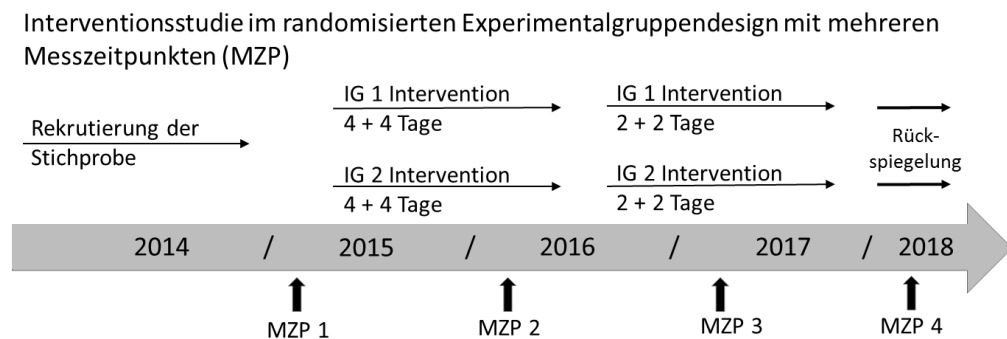 Interventionsstudie im randomisierten Experimentalgruppendesign mit mehreren
Messzeitpunkten (MZP)
Rekrutierung der
Stichprobe
IG 1 Intervention
4 + 4 Tage
IG 1 Intervention
2 + 2 Tage
IG 2 Intervention
4 + 4 Tage
IG 2 Intervention
2 + 2 Tage
Rück-
spiegelung
2014 / 2015 / 2016 / 2017 / 2018
MZP 1
MZP 2
MZP 3
MZP 4